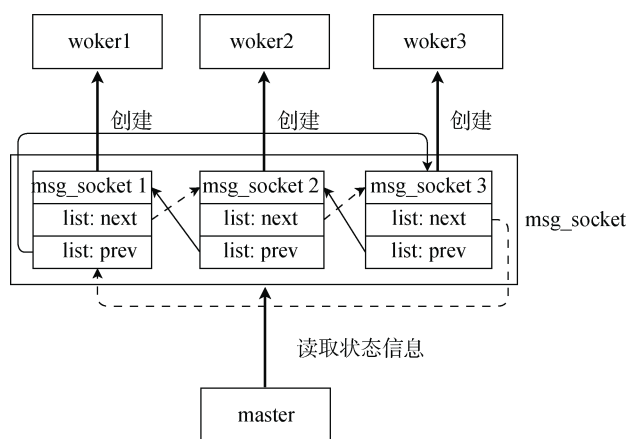 woker1 woker2 woker3
创建 创建 创建
msg_socket 1 msg_socket 2 msg_socket 3
list: next list: next list: next
msg_socket
list: prev list: prev list: prev
读取状态信息
master